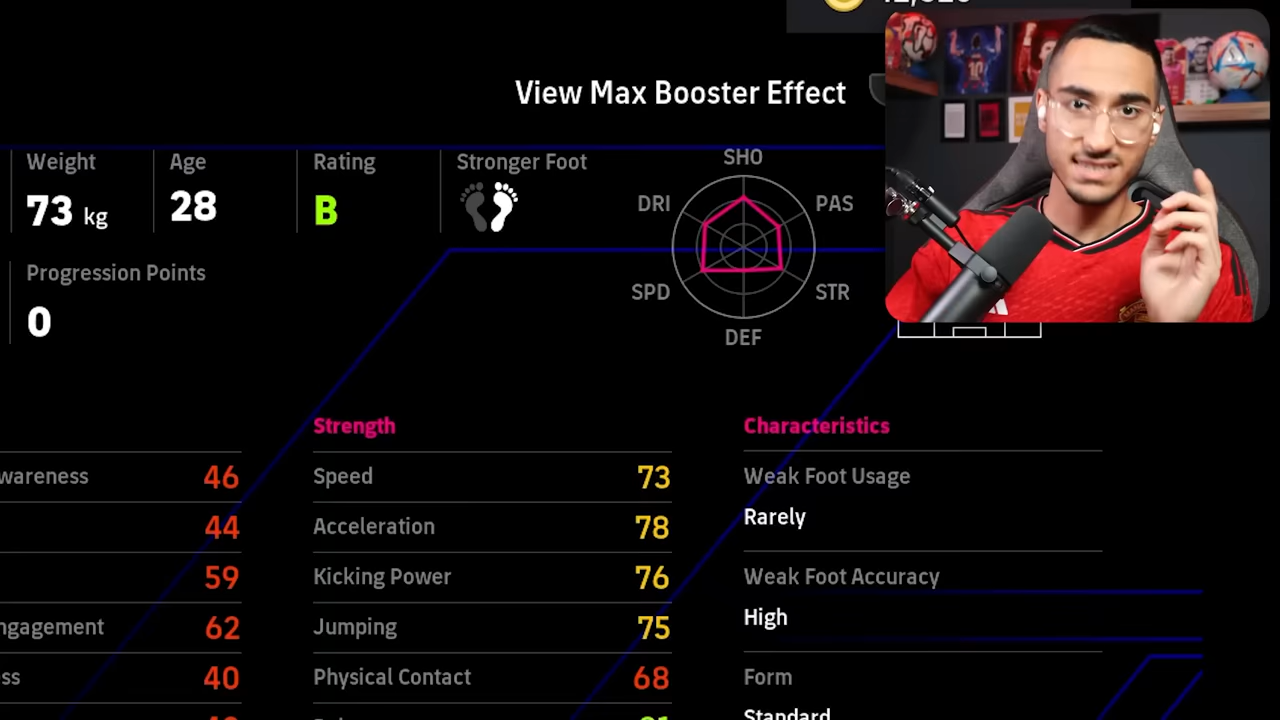 View Max Booster Effect
Weight
Age
Rating
Stronger Foot
73 kg
28
B
Progression Points
0
SHO
DRI
PAS
SPD
STR
DEF
10
Strength
Characteristics
wareness 46
Speed 73
Weak Foot Usage
Rarely
44
Acceleration 78
59
Kicking Power 76
Weak Foot Accuracy
High
ngagement 62
Jumping 75
ss 40
Physical Contact 68
Form
Standard